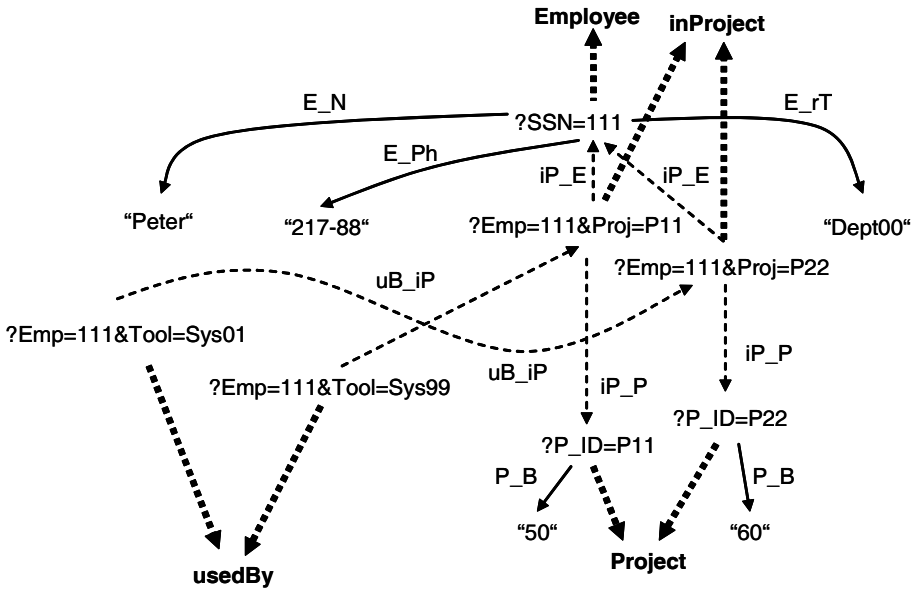 Employee
inProject
E_N
E_rT
?SSN=111
E_Ph
iP_E
iP_E
“Peter“
“217-88“
?Emp=111&Proj=P11
“Dept00“
?Emp=111&Proj=P22
uB_iP
?Emp=111&Tool=Sys01
iP_P
uB_iP
?Emp=111&Tool=Sys99
iP_P
?P_ID=P22
?P_ID=P11
P_B
P_B
“50“
“60“
Project
usedBy